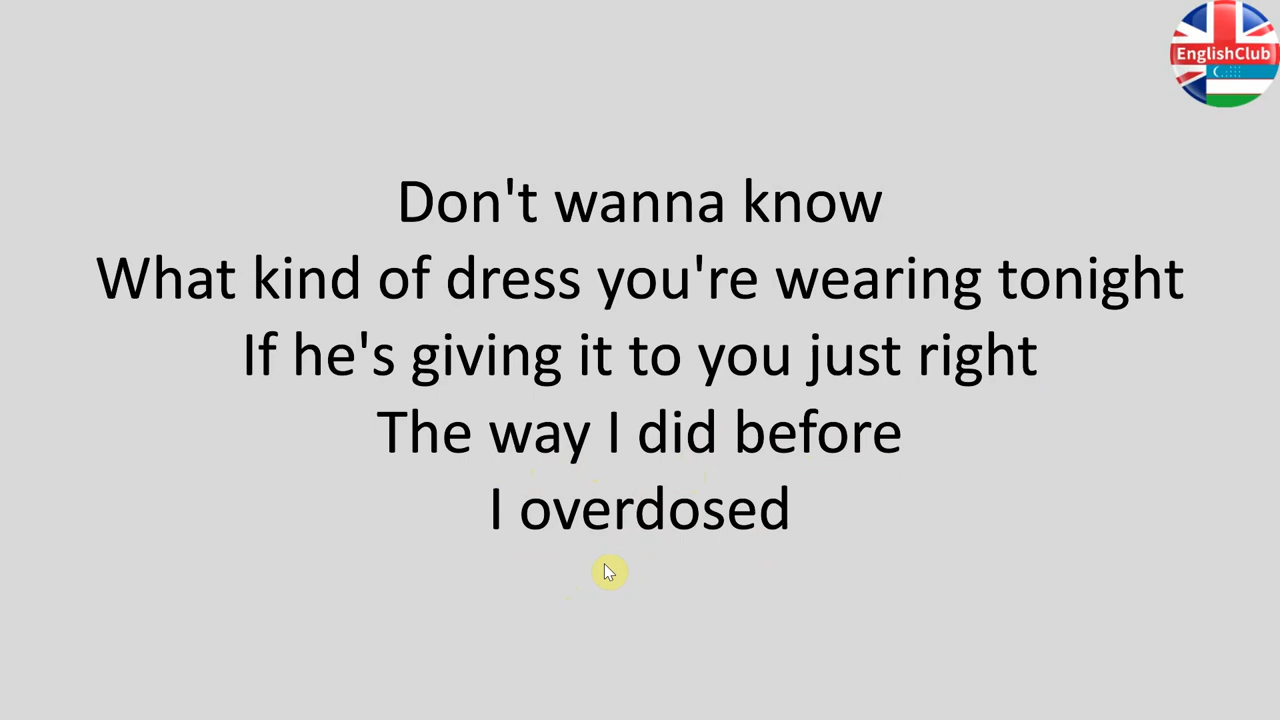 EnglishClub
Don't wanna know
What kind of dress you're wearing tonight
If he's giving it to you just right
The way I did before
I overdosed